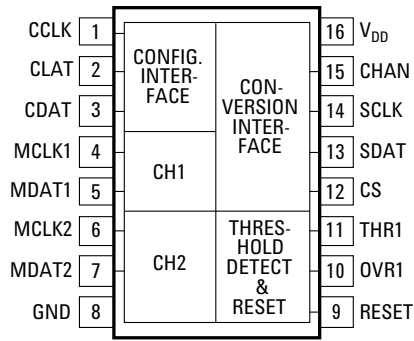 CCLK 1
CLAT 2
CDAT 3
MCLK1 4
MDAT1 5
MCLK2 6
MDAT2 7
GND 8
CONFIG.
INTER-
FACE
CH1
CH2
CON-
VERSION
INTER-
FACE
THRES-
HOLD
DETECT
&
RESET
16 VDD
15 CHAN
14 SCLK
13 SDAT
12 CS
11 THR1
10 OVR1
9 RESET